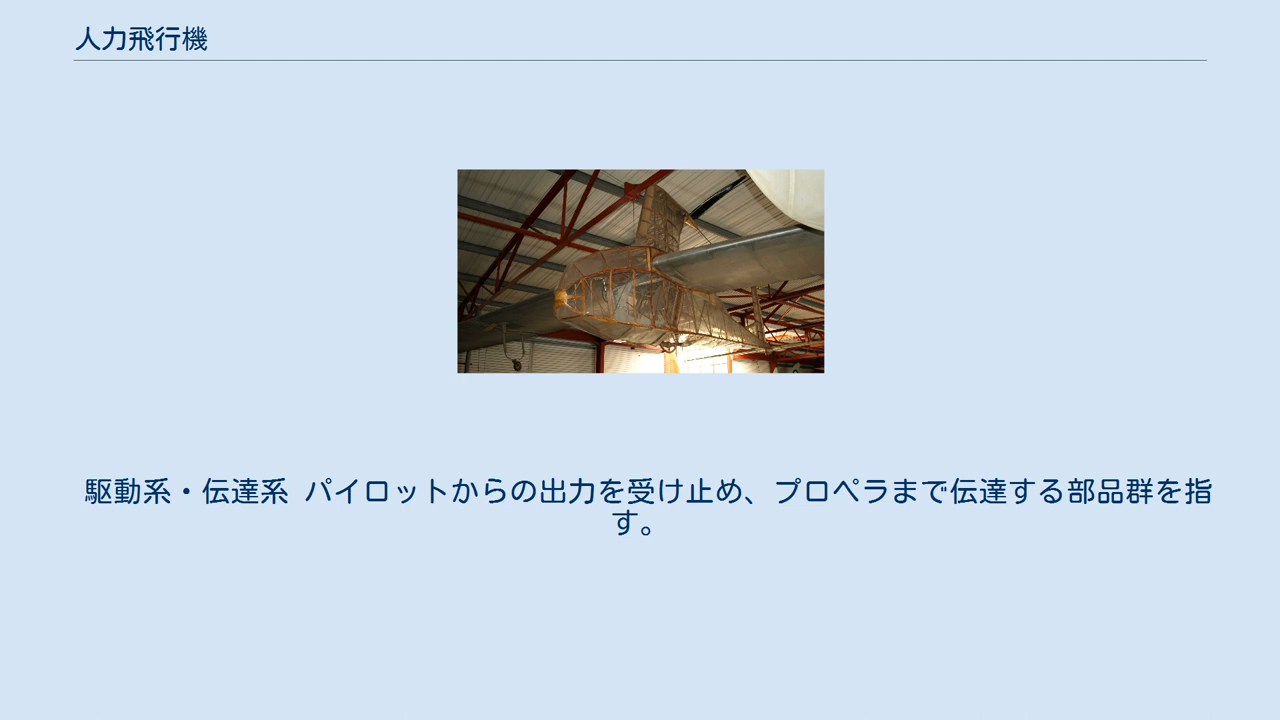 人力飛行機
駆動系・伝達系 パイロットからの出力を受け止め、プロペラまで伝達する部品群を指
す。